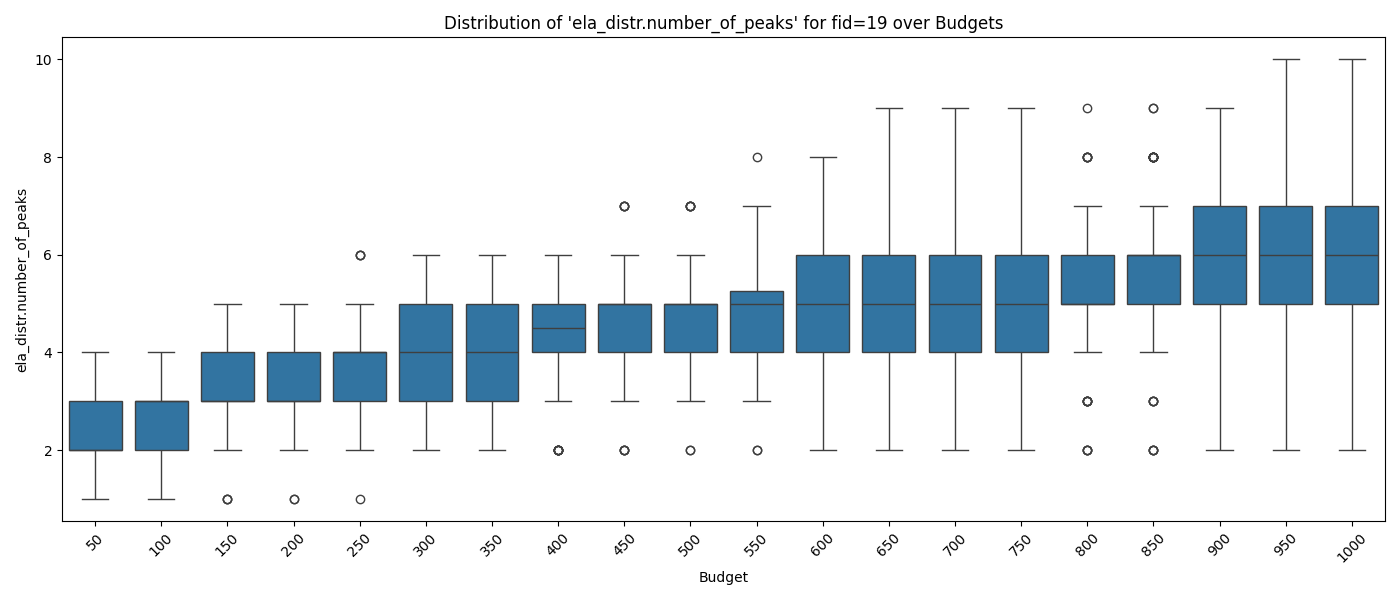 Distribution of 'ela_distr.number_of_peaks' for fid=19 over Budgets
ela_distr.number_of_peaks
10
8
6
4
2
50 100 150 200 250 300 350 400 450 500 550 600 650 700 750 800 850 900 950 1000
Budget